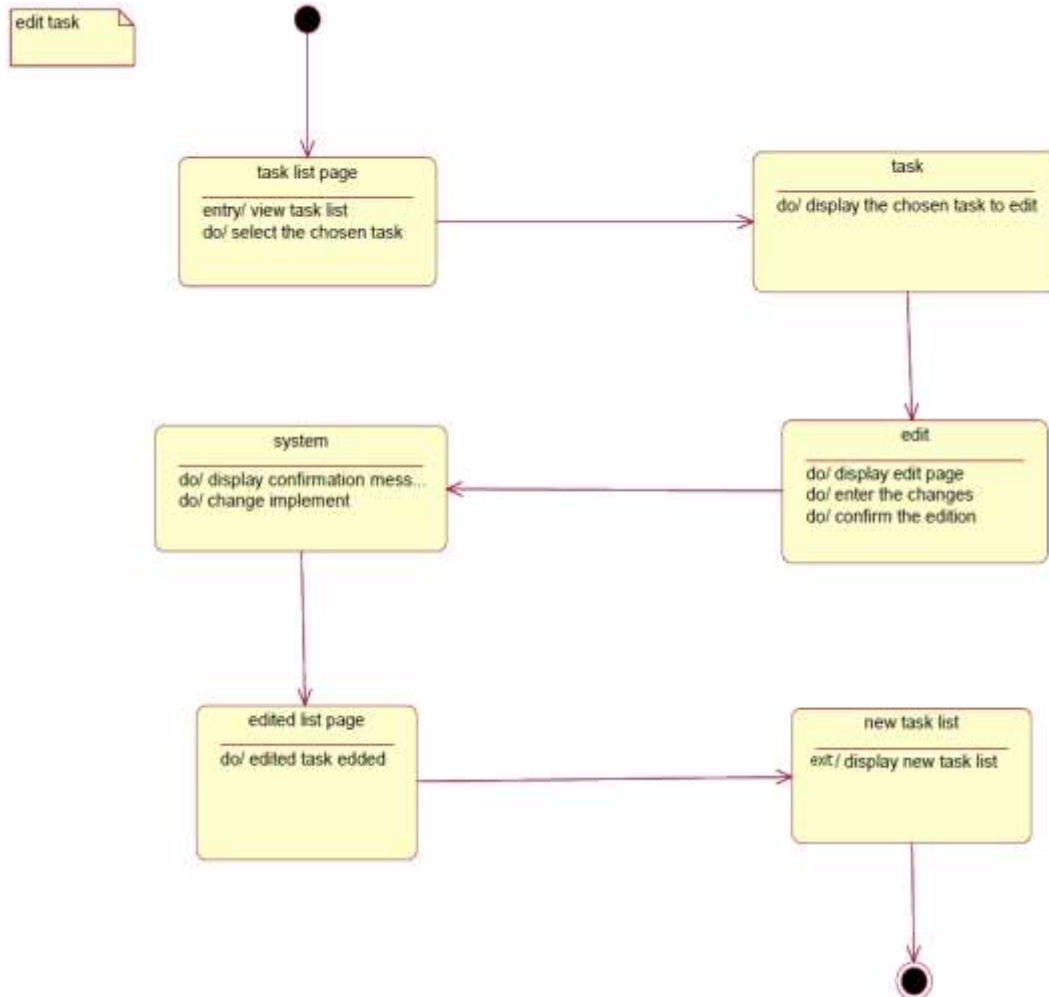 edit task
task list page
entry/ view task list
do/ select the chosen task
task
do/ display the chosen task to edit
system
do/ display confirmation mess...
do/ change implement
edit
do/ display edit page
do/ enter the changes
do/ confirm the edition
edited list page
do/ edited task edded
new task list
exit/ display new task list